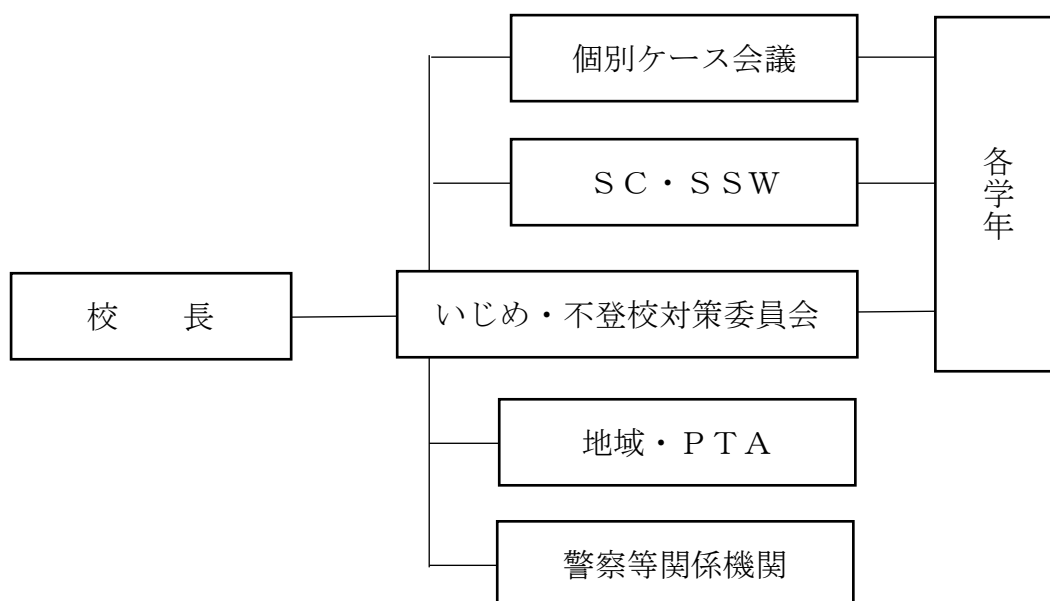 個別ケース会議
ＳＣ・ＳＳＷ
各学年
校　　長
いじめ・不登校対策委員会
地域・ＰＴＡ
警察等関係機関